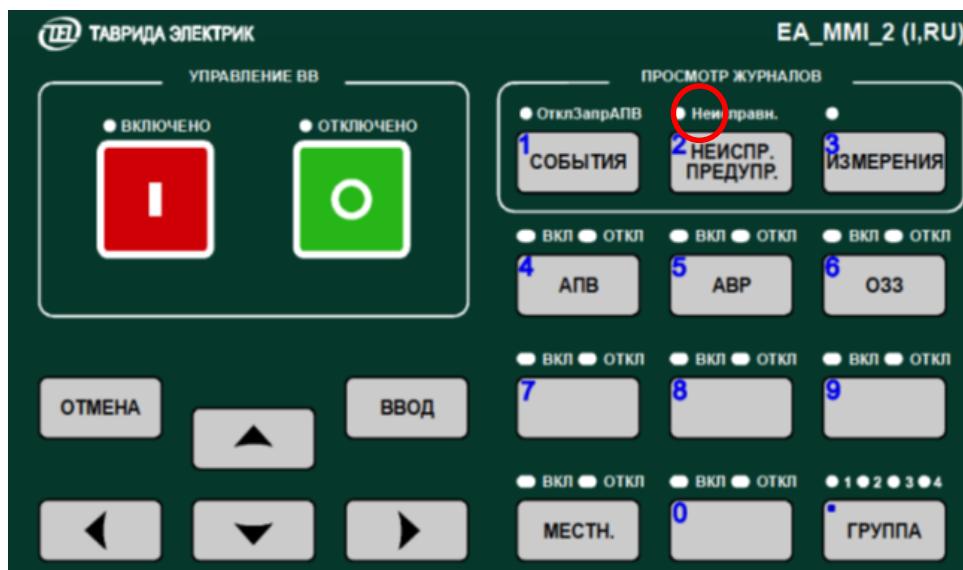 TEL ТАВРИДА ЭЛЕКТРИК
EA_MMI_2 (I,RU)
УПРАВЛЕНИЕ ВВ
ПРОСМОТР ЖУРНАЛОВ
ВКЛЮЧЕНО ОТКЛЮЧЕНО
ОтклЗапрАПВ Неисправн.
1 СОБЫТИЯ
2 НЕИСПР.
ПРЕДУПР.
3 ИЗМЕРЕНИЯ
ВКЛ ОТКЛ ВКЛ ОТКЛ ВКЛ ОТКЛ
4 АПВ 5 АВР 6 ОЗЗ
ВКЛ ОТКЛ ВКЛ ОТКЛ ВКЛ ОТКЛ
7 8 9
ОТМЕНА ВВОД
ВКЛ ОТКЛ ВКЛ ОТКЛ 1 2 3 4
МЕСТН. 0 . ГРУППА